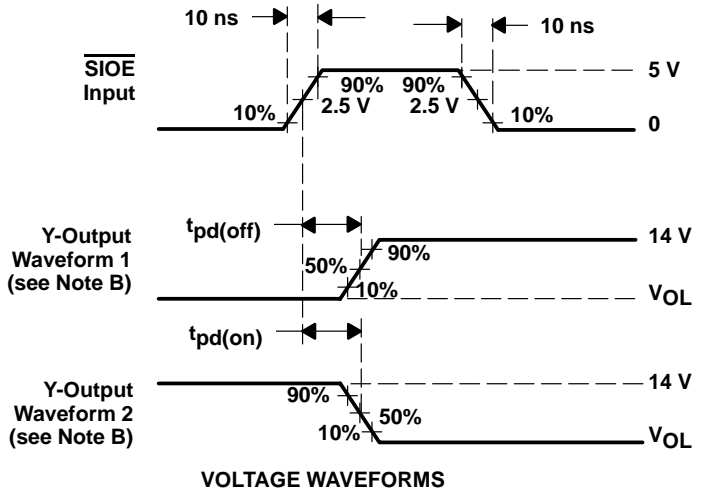 10 ns
10 ns
SIOE
Input
5 V
90%
90%
10%
2.5 V
2.5 V
10%
0
Y-Output
Waveform 1
(see Note B)
tpd(off)
14 V
90%
50%
10%
VOL
tpd(on)
Y-Output
Waveform 2
(see Note B)
14 V
90%
50%
10%
VOL
VOLTAGE WAVEFORMS